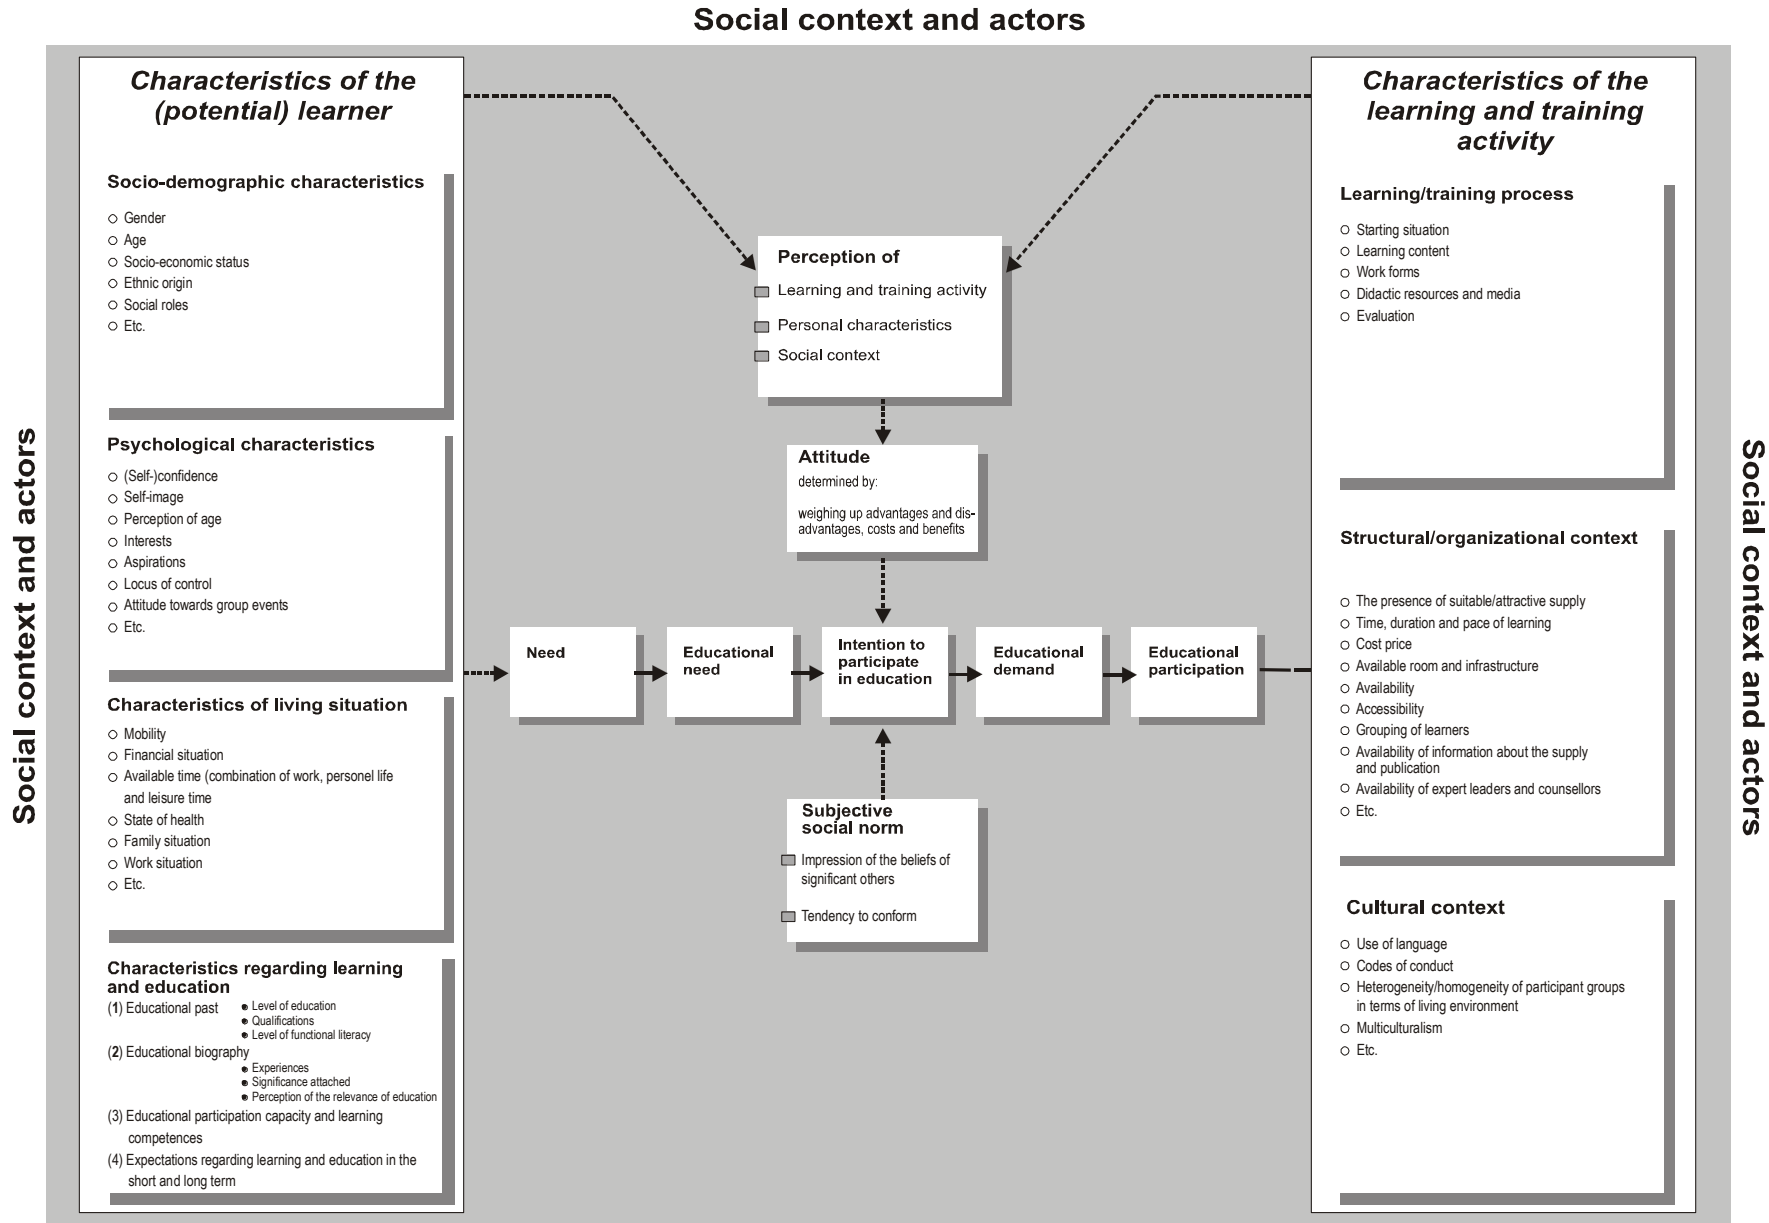 Social context and actors
Social context and actors
Characteristics of the
(potential) learner
Socio-demographic characteristics
Gender
Age
Socio-economic status
Ethnic origin
Social roles
Etc.
Psychological characteristics
(Self-)confidence
Self-image
Perception of age
Interests
Aspirations
Locus of control
Attitude towards group events
Etc.
Characteristics of living situation
Mobility
Financial situation
Available time (combination of work, personel life
and leisure time
State of health
Family situation
Work situation
Etc.
Characteristics regarding learning
and education
(1) Educational past
Level of education
Qualifications
Level of functional literacy
(2) Educational biography
Experiences
Significance attached
Perception of the relevance of education
(3) Educational participation capacity and learning
competences
(4) Expectations regarding learning and education in the
short and long term
Perception of
Learning and training activity
Personal characteristics
Social context
Attitude
determined by:
weighing up advantages and dis-
advantages, costs and benefits
Need
Educational
need
Intention to
participate
in education
Educational
demand
Educational
participation
Subjective
social norm
Impression of the beliefs of
significant others
Tendency to conform
Characteristics of the
learning and training
activity
Learning/training process
Starting situation
Learning content
Work forms
Didactic resources and media
Evaluation
Structural/organizational context
The presence of suitable/attractive supply
Time, duration and pace of learning
Cost price
Available room and infrastructure
Availability
Accessibility
Grouping of learners
Availability of information about the supply
and publication
Availability of expert leaders and counsellors
Etc.
Cultural context
Use of language
Codes of conduct
Heterogeneity/homogeneity of participant groups
in terms of living environment
Multiculturalism
Etc.
Social context and actors